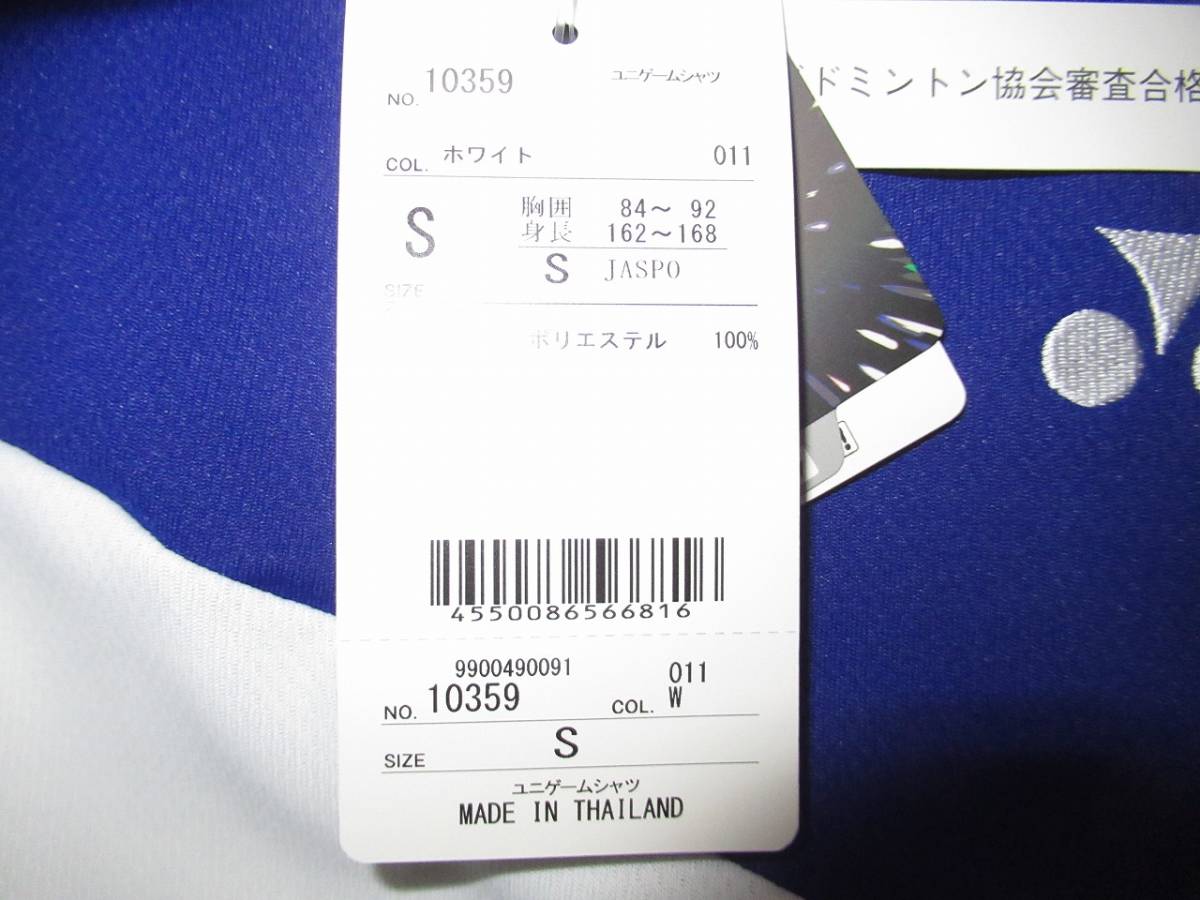 NO. 10359 ユニゲームシャツ
COL. ホワイト 011
S 胸囲 84～ 92
身長 162～168
SIZE S JASPO
ポリエステル 100%
4550086566816
9900490091
NO. 10359 COL. 011
W
SIZE S
ユニゲームシャツ
MADE IN THAILAND
ドミントン協会審査合格